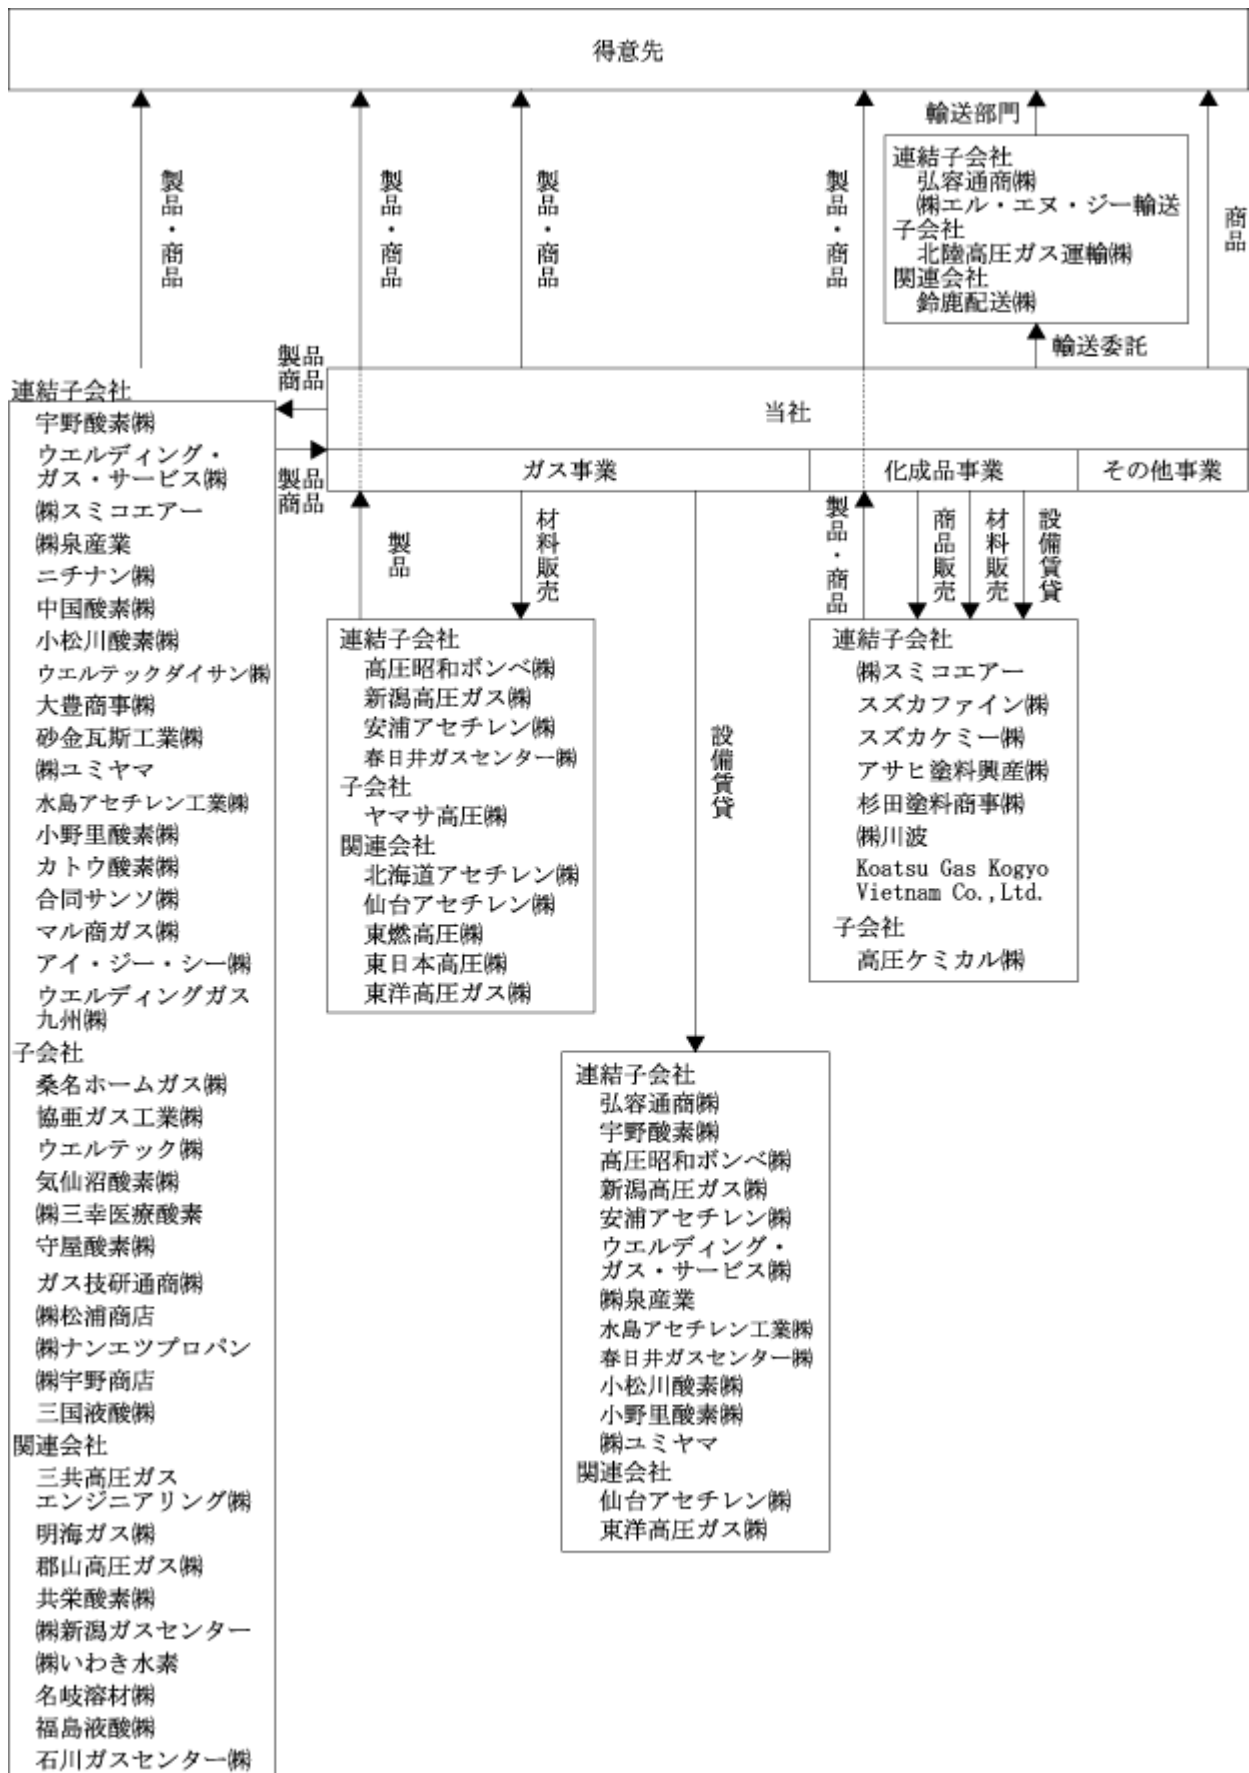 得意先
製品・商品
製品・商品
製品・商品
製品・商品
輸送部門
商品
連結子会社
弘容通商㈱
㈱エル・エヌ・ジー輸送
子会社
北陸高圧ガス運輸㈱
関連会社
鈴鹿配送㈱
輸送委託
製品
商品
当社
製品
商品
ガス事業
化成品事業
その他事業
連結子会社
宇野酸素㈱
ウエルディング・
ガス・サービス㈱
㈱スミコエアー
㈱泉産業
ニチナン㈱
中国酸素㈱
小松川酸素㈱
ウエルテックダイサン㈱
大豊商事㈱
砂金瓦斯工業㈱
㈱ユミヤマ
水島アセチレン工業㈱
小野里酸素㈱
カトウ酸素㈱
合同サンソ㈱
マル商ガス㈱
アイ・ジー・シー㈱
ウエルディングガス
九州㈱
子会社
桑名ホームガス㈱
協亜ガス工業㈱
ウエルテック㈱
気仙沼酸素㈱
㈱三幸医療酸素
守屋酸素㈱
ガス技研通商㈱
㈱松浦商店
㈱ナンエツプロパン
㈱宇野商店
三国液酸㈱
関連会社
三共高圧ガス
エンジニアリング㈱
明海ガス㈱
郡山高圧ガス㈱
共栄酸素㈱
㈱新潟ガスセンター
㈱いわき水素
名岐溶材㈱
福島液酸㈱
石川ガスセンター㈱
製品
材料販売
連結子会社
高圧昭和ボンベ㈱
新潟高圧ガス㈱
安浦アセチレン㈱
春日井ガスセンター㈱
子会社
ヤマサ高圧㈱
関連会社
北海道アセチレン㈱
仙台アセチレン㈱
東燃高圧㈱
東日本高圧㈱
東洋高圧ガス㈱
設備賃貸
連結子会社
弘容通商㈱
宇野酸素㈱
高圧昭和ボンベ㈱
新潟高圧ガス㈱
安浦アセチレン㈱
ウエルディング・
ガス・サービス㈱
㈱泉産業
水島アセチレン工業㈱
春日井ガスセンター㈱
小松川酸素㈱
小野里酸素㈱
㈱ユミヤマ
関連会社
仙台アセチレン㈱
東洋高圧ガス㈱
製品・商品
商品販売
材料販売
設備賃貸
連結子会社
㈱スミコエアー
スズカファイン㈱
スズカケミー㈱
アサヒ塗料興産㈱
杉田塗料商事㈱
㈱川波
Koatsu Gas Kogyo
Vietnam Co.,Ltd.
子会社
高圧ケミカル㈱